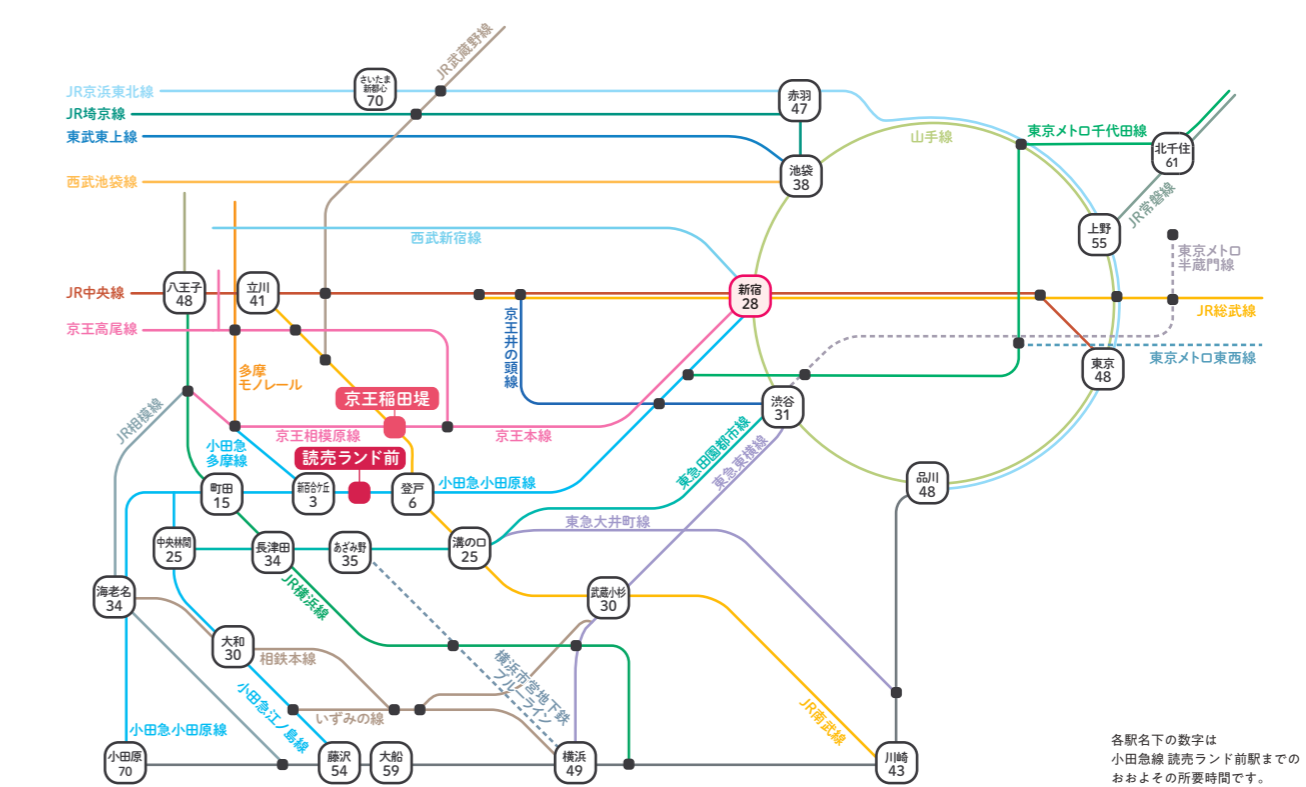 JR武蔵野線
JR京浜東北線
さいたま
新都心
70
赤羽
47
JR埼京線
東武東上線
山手線
東京メトロ千代田線
北千住
61
池袋
38
西武池袋線
JR常磐線
西武新宿線
上野
55
東京メトロ
半蔵門線
JR中央線
八王子
48
立川
41
新宿
28
JR総武線
京王高尾線
京王井の頭線
東京メトロ東西線
多摩
モノレール
東京
48
京王稲田堤
渋谷
31
JR相模線
京王相模原線
京王本線
小田急
多摩線
読売ランド前
東急田園都市線
東急東横線
町田
15
新百合ケ丘
3
登戸
6
小田急小田原線
品川
48
東急大井町線
中央林間
25
長津田
34
あざみ野
35
溝の口
25
JR横浜線
海老名
34
武蔵小杉
30
大和
30
相鉄本線
横浜市営地下鉄
ブルーライン
小田急江ノ島線
いずみの線
JR南武線
小田急小田原線
小田原
70
藤沢
54
大船
59
横浜
49
川崎
43
各駅名下の数字は
小田急線 読売ランド前駅までの
おおよその所要時間です。